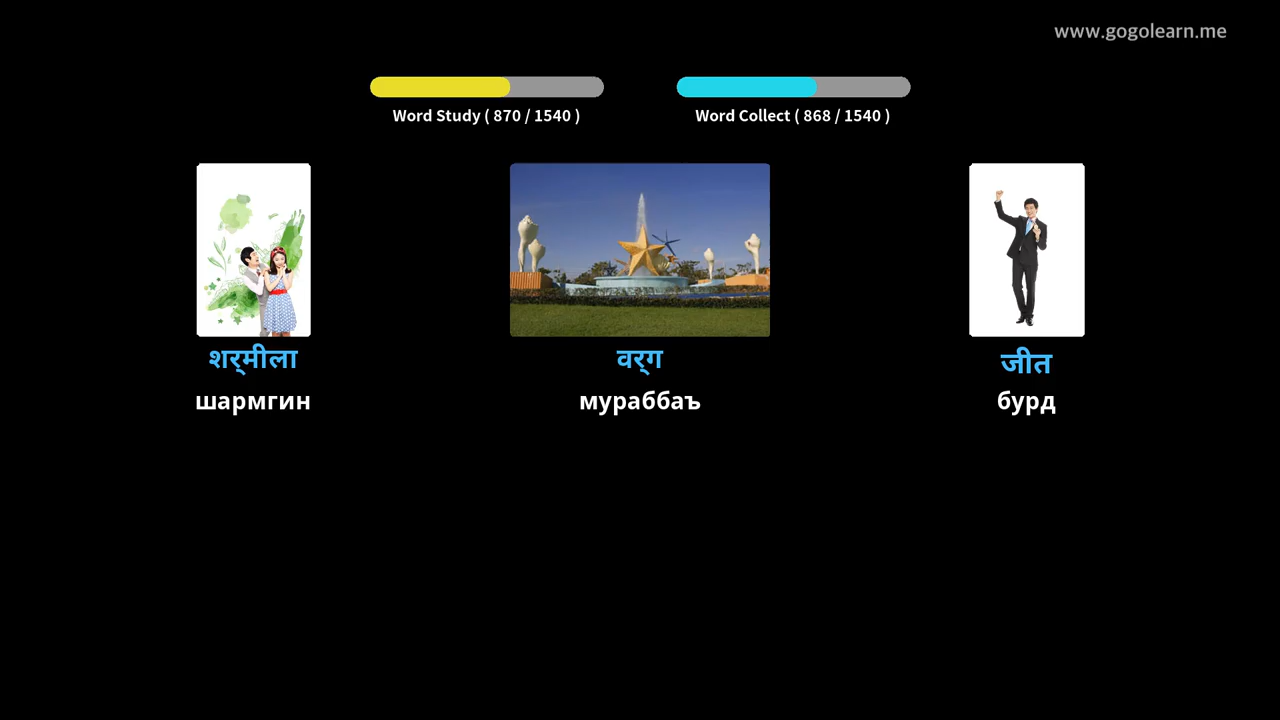 www.gogolearn.me
Word Study ( 870 / 1540 )
Word Collect ( 868 / 1540 )
शर्‌मीला
वर्‌ग
जीत
шармгин
мураббаъ
бурд